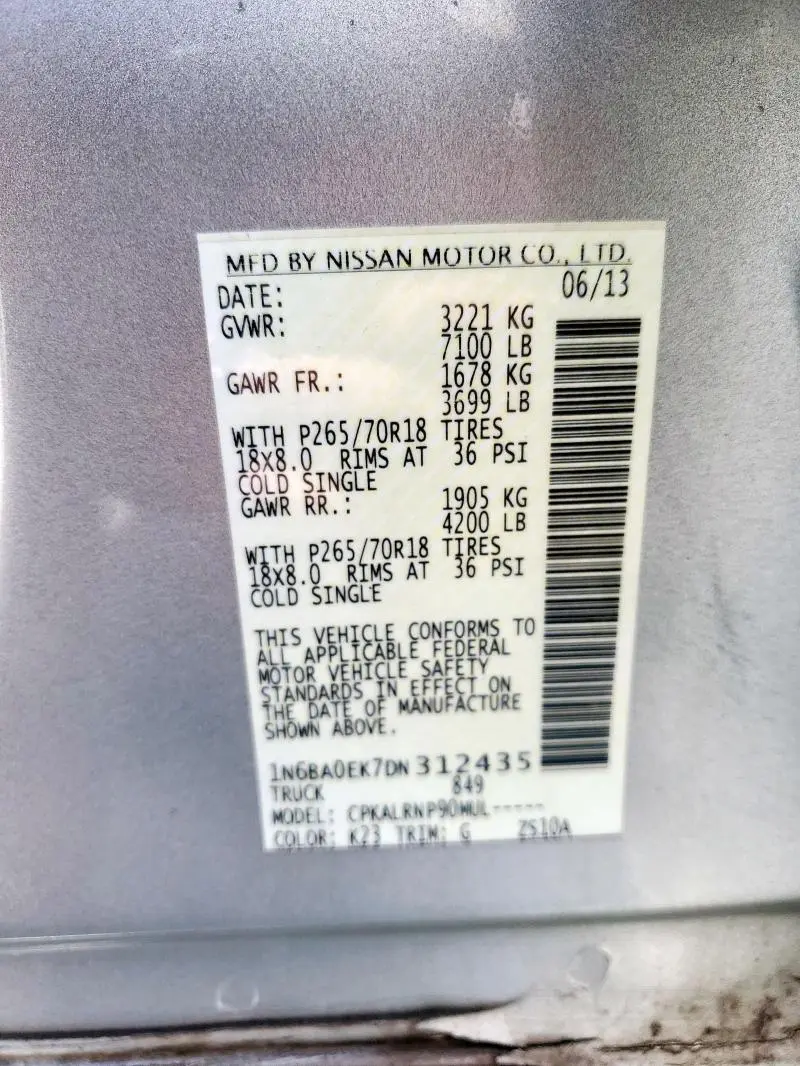 MFD BY NISSAN MOTOR CO., LTD.
DATE: 06/13
GVWR: 3221 KG
7100 LB
GAWR FR.: 1678 KG
3699 LB
WITH P265/70R18 TIRES
18X8.0 RIMS AT 36 PSI
COLD SINGLE
GAWR RR.: 1905 KG
4200 LB
WITH P265/70R18 TIRES
18X8.0 RIMS AT 36 PSI
COLD SINGLE
THIS VEHICLE CONFORMS TO
ALL APPLICABLE FEDERAL
MOTOR VEHICLE SAFETY
STANDARDS IN EFFECT ON
THE DATE OF MANUFACTURE
SHOWN ABOVE.
1N6BA0EK7DN312435
TRUCK 849
MODEL: CPKALRNP90WUL-----
COLOR: K23 TRIM: G ZS10A